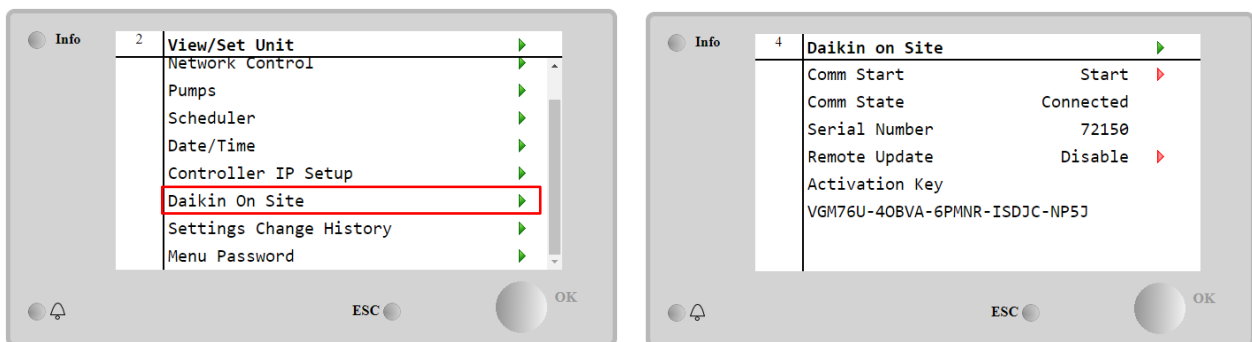 Info
2 View/Set Unit
Network Control
Pumps
Scheduler
Date/Time
Controller IP Setup
Daikin On Site
Settings Change History
Menu Password
ESC
OK
Info
4 Daikin on Site
Comm Start Start
Comm State Connected
Serial Number 72150
Remote Update Disable
Activation Key
VGM76U-4OBVA-6PMNR-ISDJC-NP5J
ESC
OK